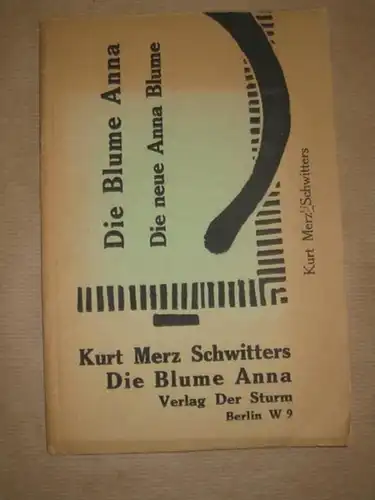 Die Blume Anna
Die neue Anna Blume
Kurt Merz Schwitters
Kurt Merz Schwitters
Die Blume Anna
Verlag Der Sturm
Berlin W 9